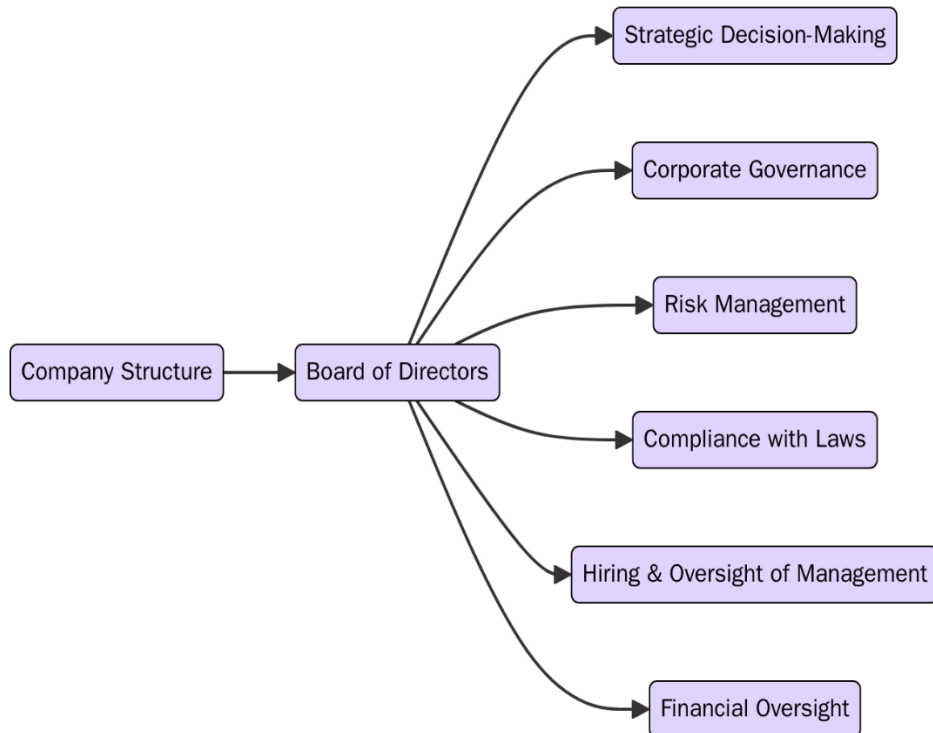 Strategic Decision-Making
Corporate Governance
Risk Management
Company Structure
Board of Directors
Compliance with Laws
Hiring & Oversight of Management
Financial Oversight